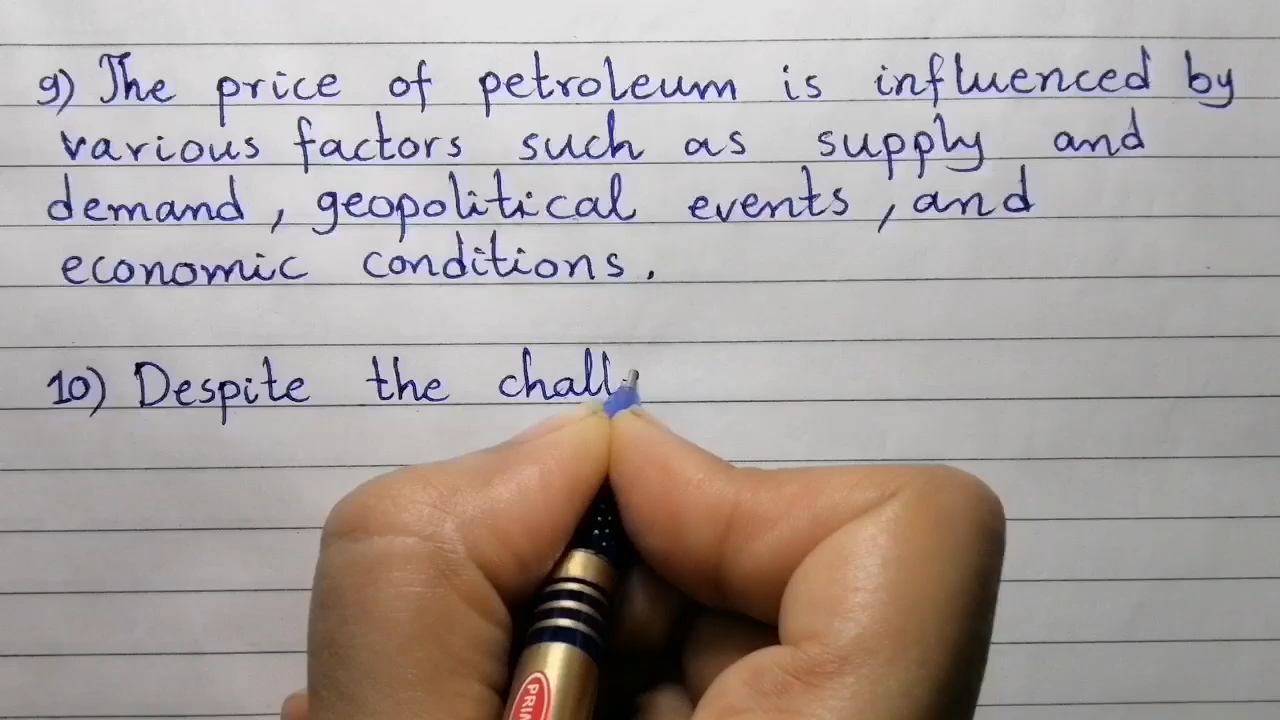 9) The price of petroleum is influenced by
various factors such as supply and
demand, geopolitical events, and
economic conditions.
10) Despite the chall
PRIM